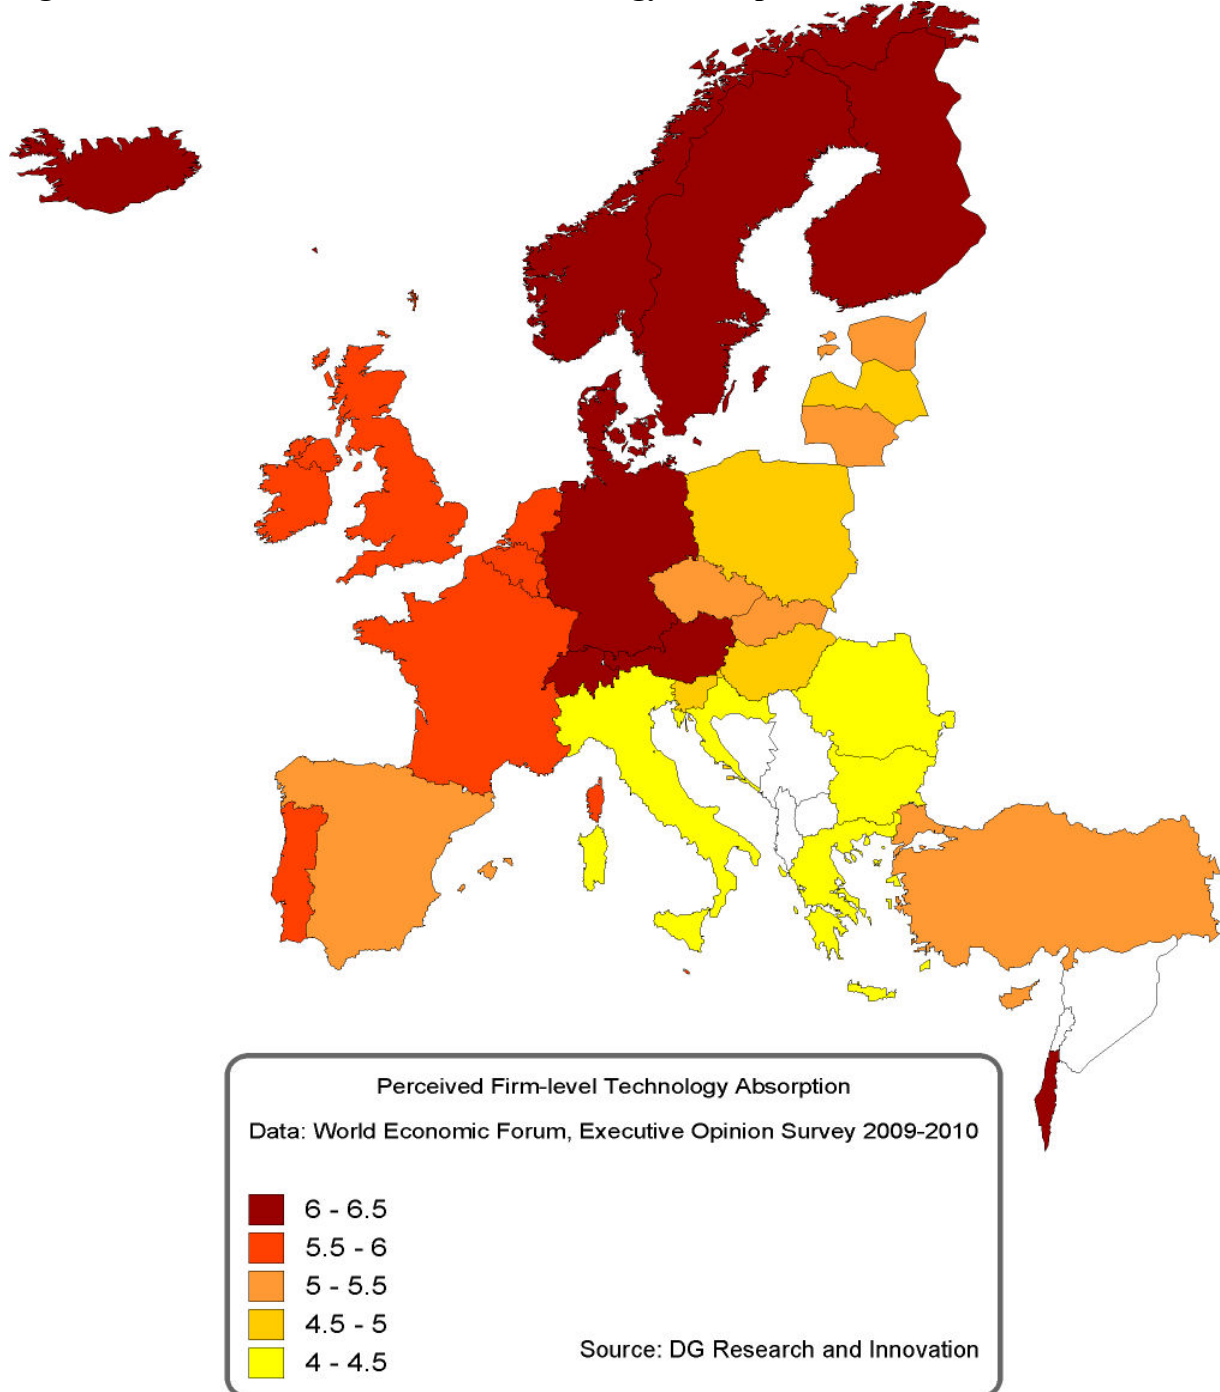 Perceived Firm-level Technology Absorption
Data: World Economic Forum, Executive Opinion Survey 2009-2010
6 - 6.5
5.5 - 6
5 - 5.5
4.5 - 5
4 - 4.5
Source: DG Research and Innovation